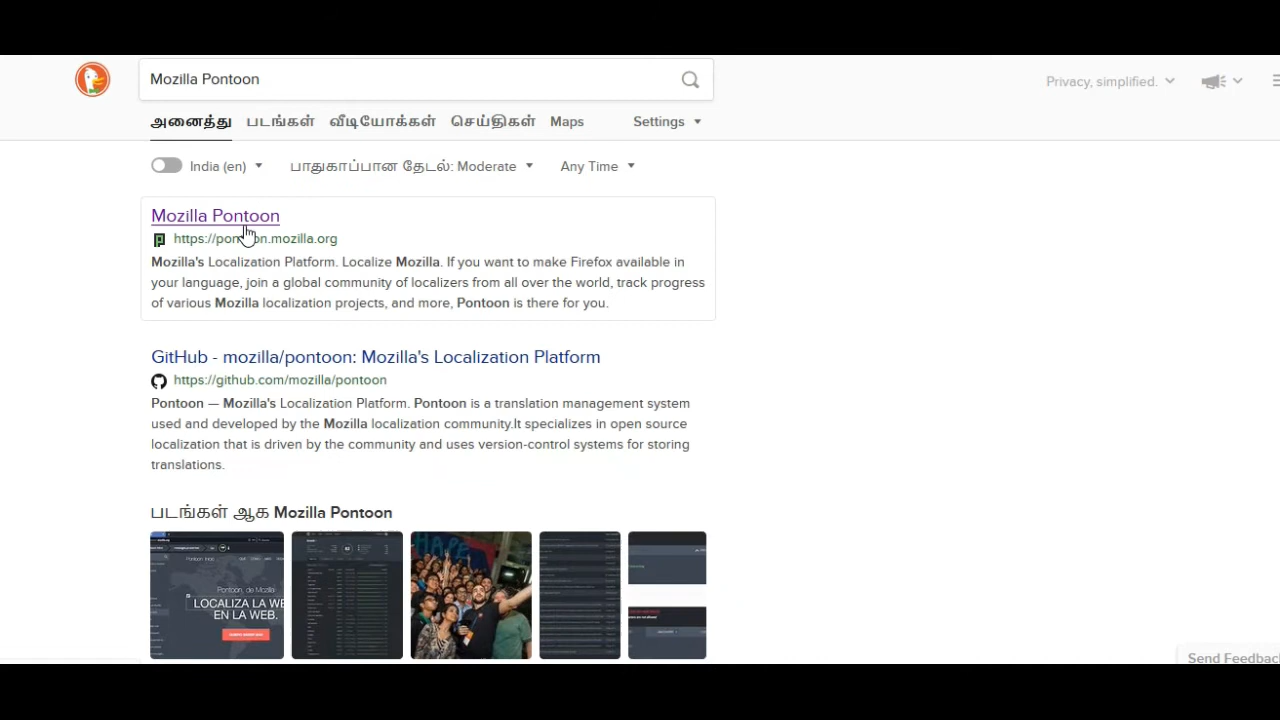 Mozilla Pontoon
Privacy, simplified.
அனைத்து படங்கள் வீடியோக்கள் செய்திகள் Maps Settings
India (en) பாதுகாப்பான தேடல்: Moderate Any Time
Mozilla Pontoon
https://pontoon.mozilla.org
Mozilla's Localization Platform. Localize Mozilla. If you want to make Firefox available in
your language, join a global community of localizers from all over the world, track progress
of various Mozilla localization projects, and more, Pontoon is there for you.
GitHub - mozilla/pontoon: Mozilla's Localization Platform
https://github.com/mozilla/pontoon
Pontoon — Mozilla's Localization Platform. Pontoon is a translation management system
used and developed by the Mozilla localization community.It specializes in open source
localization that is driven by the community and uses version-control systems for storing
translations.
படங்கள் ஆக Mozilla Pontoon
Pontoon, de Mozilla
LOCALIZA LA WE
EN LA WEB.
Send Feedbac